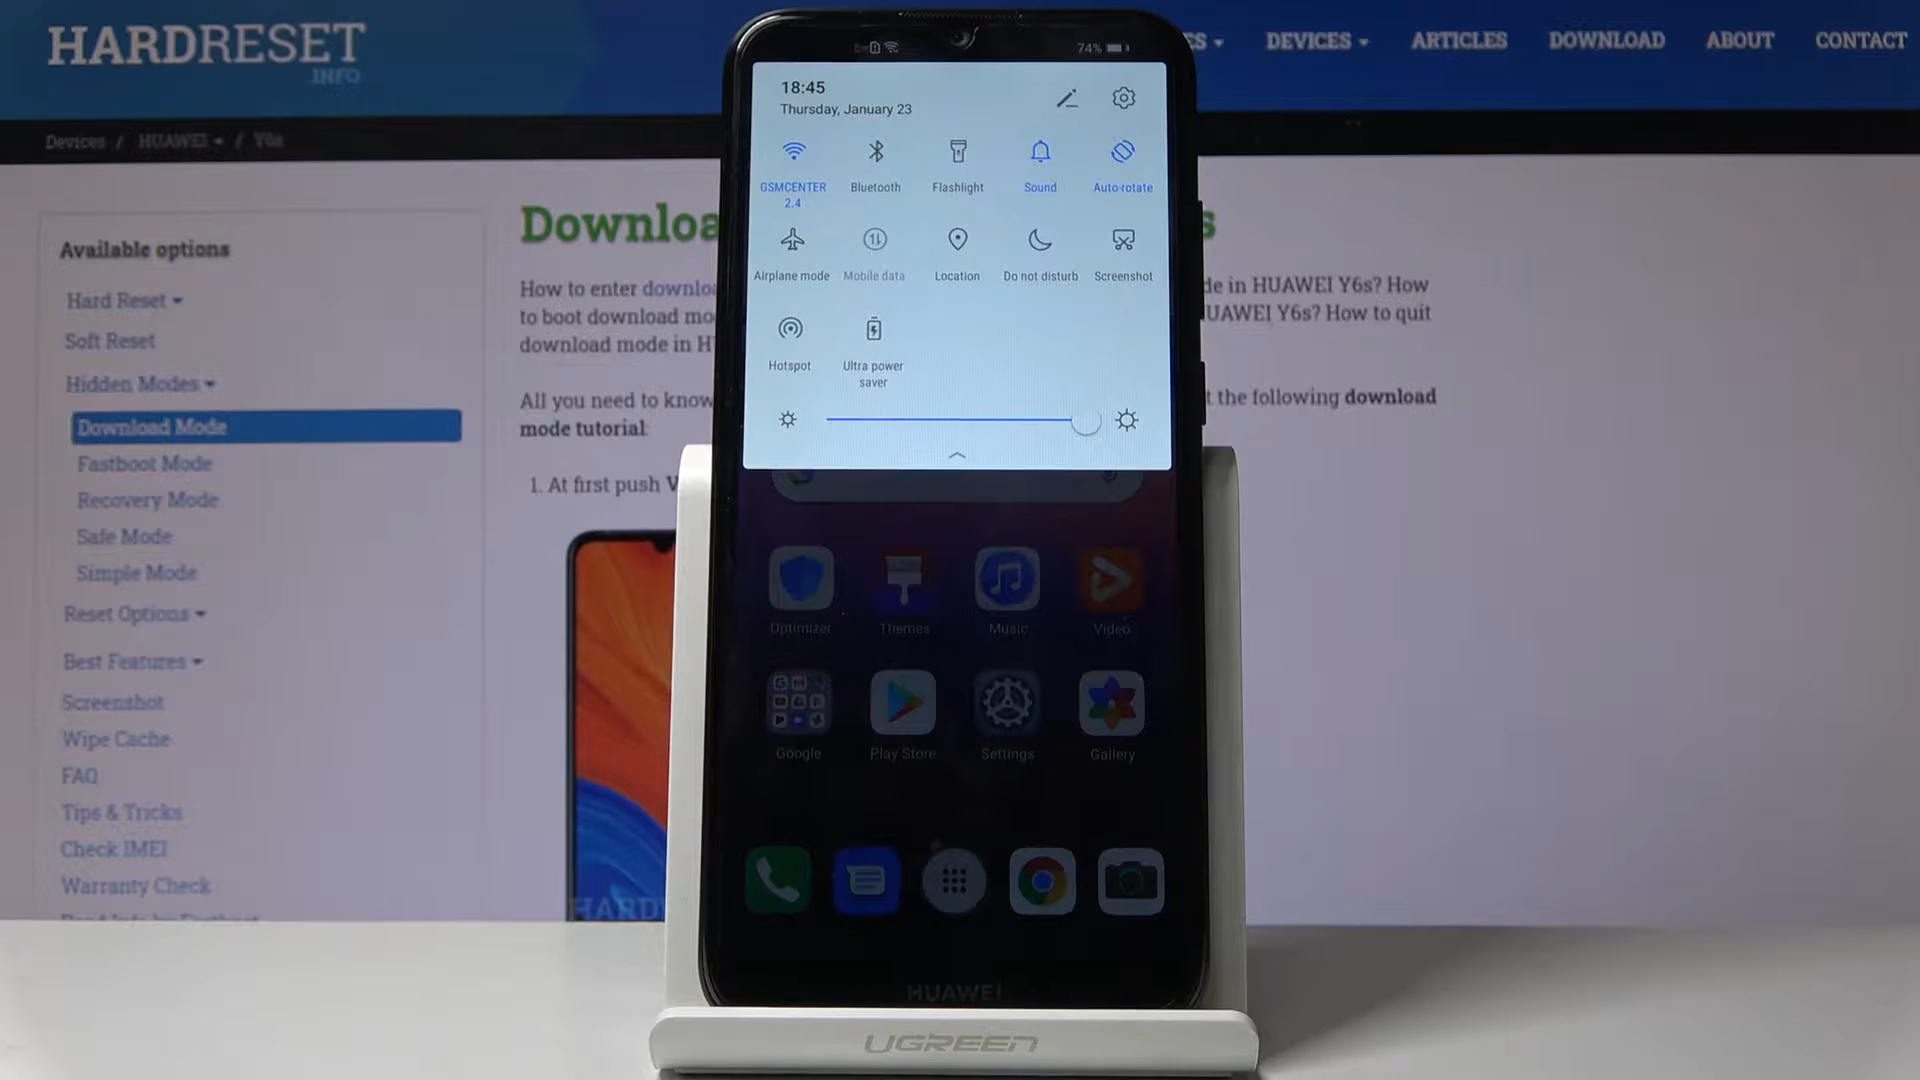 HARDRESET
.INFO
DEVICES
ARTICLES
DOWNLOAD
ABOUT
CONTACT
Devices / HUAWEI / Y6s
Available options
Hard Reset
Soft Reset
Hidden Modes
Download Mode
Fastboot Mode
Recovery Mode
Safe Mode
Simple Mode
Reset Options
Best Features
Screenshot
Wipe Cache
FAQ
Tips & Tricks
Check IMEI
Warranty Check
How to enter
de in HUAWEI Y6s? How
to boot download
UAWEI Y6s? How to quit
download mode in
All you need to know
the following download
mode tutorial:
1. At first push
74%
18:45
Thursday, January 23
GSMCENTER
2.4
Bluetooth
Flashlight
Sound
Auto-rotate
Airplane mode
Mobile data
Location
Do not disturb
Screenshot
Hotspot
Ultra power
saver
Optimizer
Themes
Music
Video
Google
Play Store
Settings
Gallery
HUAWEI
UGREEN